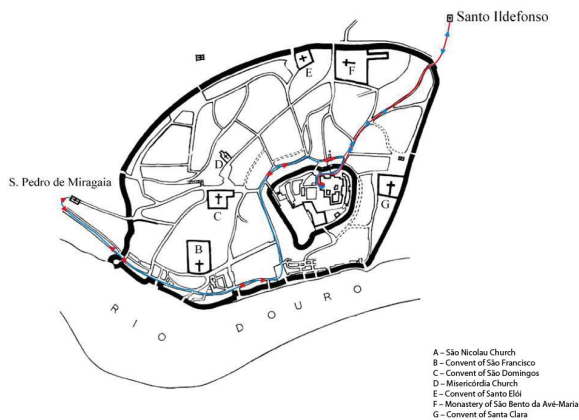 Santo Ildefonso
E
F
D
S. Pedro de Miragaia
C
G
B
RIO DOURO
A – São Nicolau Church
B – Convent of São Francisco
C – Convent of São Domingos
D – Misericórdia Church
E – Convent of Santo Elói
F – Monastery of São Bento da Avé-Maria
G – Convent of Santa Clara